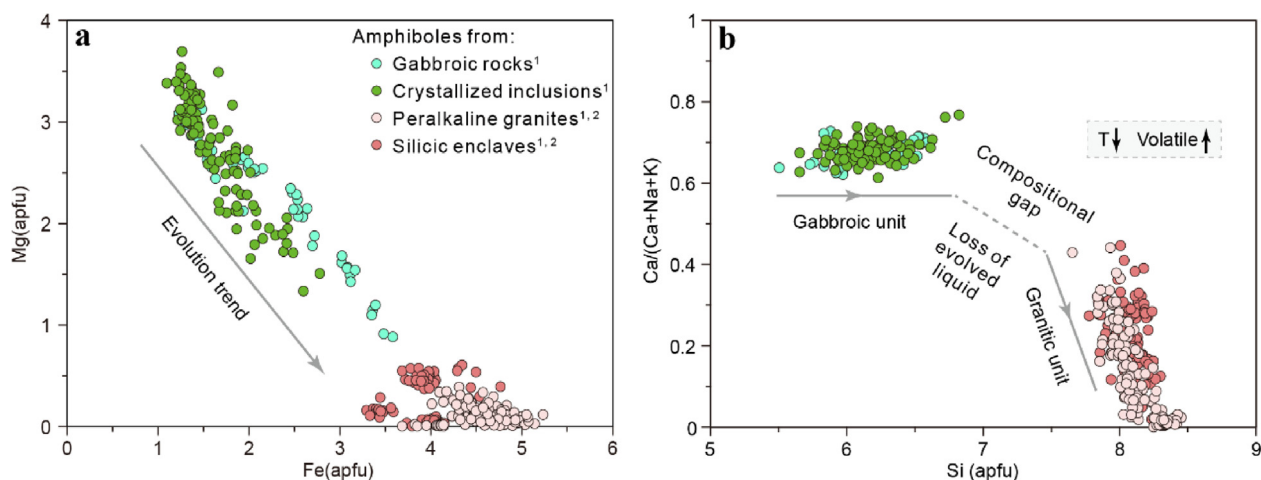 a
Amphiboles from:
Gabbroic rocks¹
Crystallized inclusions¹
Peralkaline granites¹,²
Silicic enclaves¹,²
Evolution trend
Mg(apfu)
4
3
2
1
0
0 1 2 3 4 5 6
Fe(apfu)
b
T Volatile
Compositional
gap
Gabbroic unit
Loss of
evolved
liquid
Granitic unit
Ca/(Ca+Na+K)
1
0.8
0.6
0.4
0.2
0
5 6 7 8 9
Si (apfu)